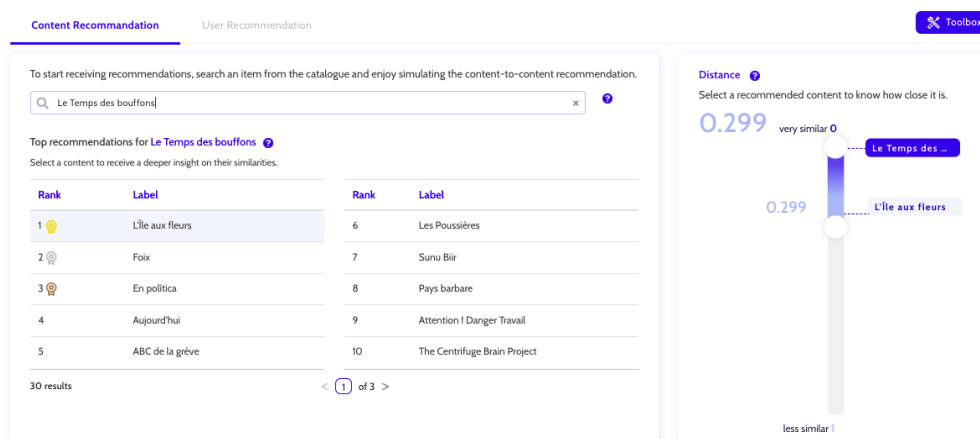 Content Recommandation
User Recommendation
Toolbox
To start receiving recommendations, search an item from the catalogue and enjoy simulating the content-to-content recommendation.
Le Temps des bouffons
×
?
Top recommendations for Le Temps des bouffons ?
Select a content to receive a deeper insight on their similarities.
Rank Label
1 L'Île aux fleurs
2 Foix
3 En política
4 Aujourd'hui
5 ABC de la grève
Rank Label
6 Les Poussières
7 Sunu Biir
8 Pays barbare
9 Attention ! Danger Travail
10 The Centrifuge Brain Project
30 results
< 1 of 3 >
Distance ?
Select a recommended content to know how close it is.
0.299
very similar 0
Le Temps des ...
0.299
L'Île aux fleurs
less similar 1